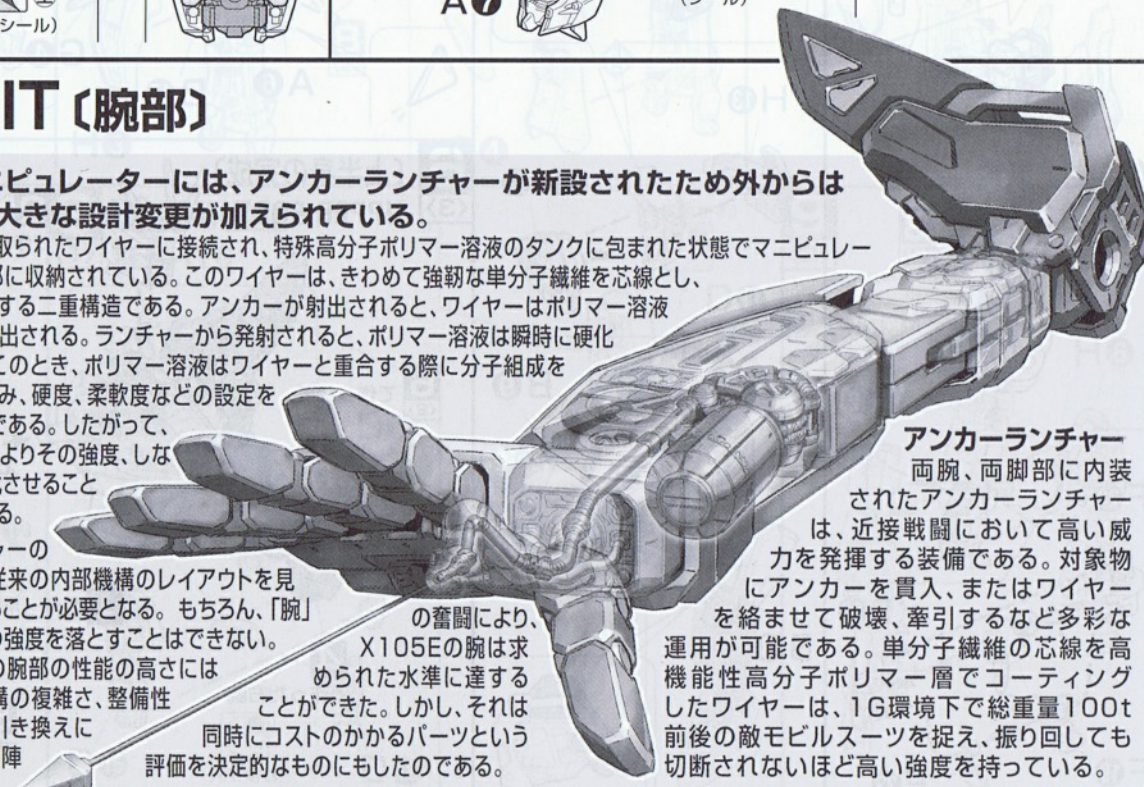 シール)
A❼
(シール)
IT〔腕部〕
ニピュレーターには、アンカーランチャーが新設されたため外からは
大きな設計変更が加えられている。
取られたワイヤーに接続され、特殊高分子ポリマー溶液のタンクに包まれた状態でマニピュレー
部に収納されている。このワイヤーは、きわめて強靭な単分子繊維を芯線とし、
する二重構造である。アンカーが射出されると、ワイヤーはポリマー溶液
出される。ランチャーから発射されると、ポリマー溶液は瞬時に硬化
このとき、ポリマー溶液はワイヤーと重合する際に分子組成を
み、硬度、柔軟度などの設定を
である。したがって、
よりその強度、しな
させること
る。
ャーの
従来の内部機構のレイアウトを見
ことが必要となる。もちろん、「腕」
強度を落とすことはできない。
の腕部の性能の高さには
構の複雑さ、整備性
引き換えに
陣
の奮闘により、
X105Eの腕は求
められた水準に達する
ことができた。しかし、それは
同時にコストのかかるパーツという
評価を決定的なものにもしたのである。
アンカーランチャー
両腕、両脚部に内装
されたアンカーランチャー
は、近接戦闘において高い威
力を発揮する装備である。対象物
にアンカーを貫入、またはワイヤー
を絡ませて破壊、牽引するなど多彩な
運用が可能である。単分子繊維の芯線を高
機能性高分子ポリマー層でコーティング
したワイヤーは、1G環境下で総重量100t
前後の敵モビルスーツを捉え、振り回しても
切断されないほど高い強度を持っている。